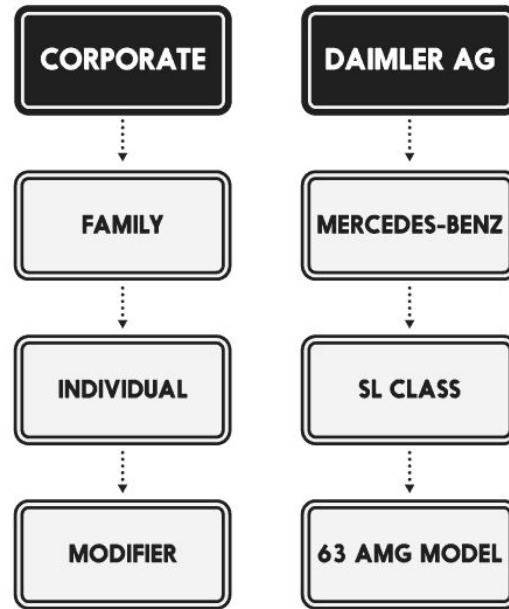 CORPORATE
DAIMLER AG
FAMILY
MERCEDES-BENZ
INDIVIDUAL
SL CLASS
MODIFIER
63 AMG MODEL